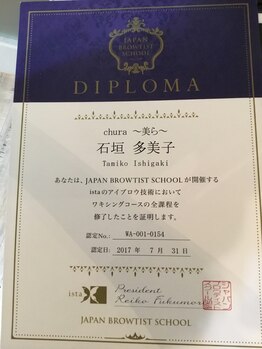 JAPAN
BROWTIST
SCHOOL
DIPLOMA
chura ～美ら～
石垣 多美子
Tamiko Ishigaki
あなたは、JAPAN BROWTIST SCHOOL が開催する
istaのアイブロウ技術において
ワキシングコースの全課程を
修了したことを証明します。
認定No.: WA-001-0154
認定日: 2017 年 7 月 31 日
ista
President
Reiko Fukumori
JAPAN BROWTIST SCHOOL